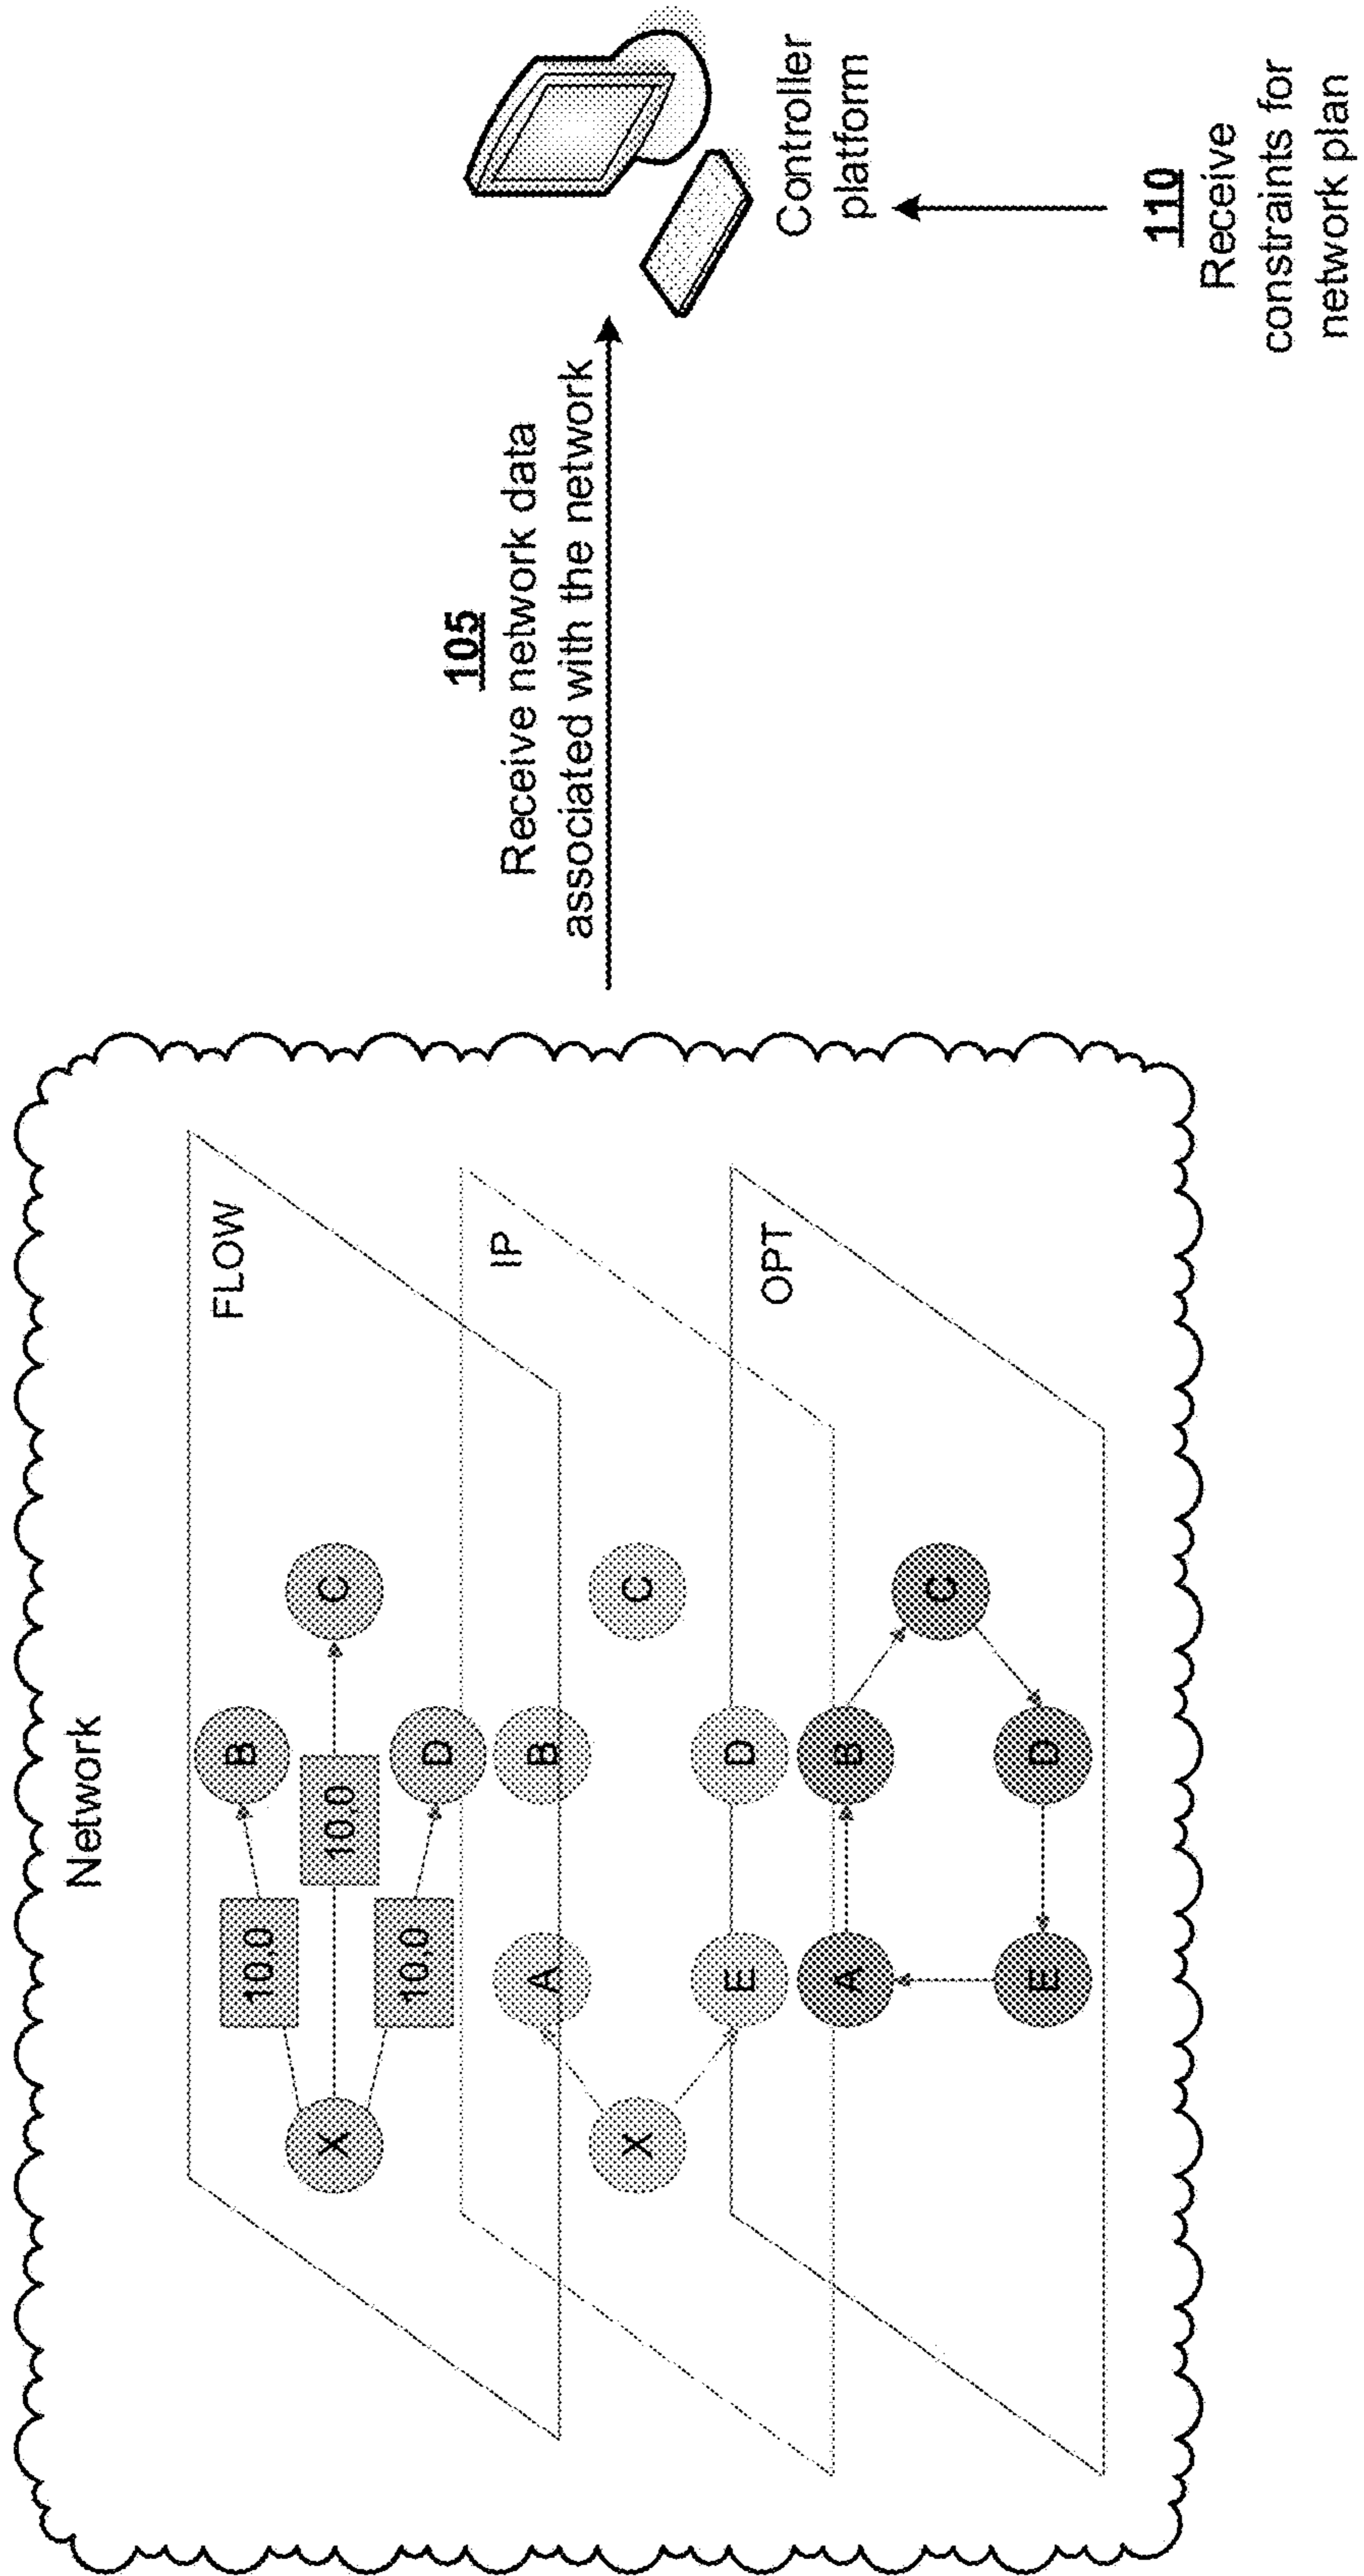 Network
FLOW
B
10,0
X
10,0
C
10,0
D
IP
A
B
X
C
E
D
OPT
A
B
C
E
D
105
Receive network data
associated with the network
Controller
platform
110
Receive
constraints for
network plan